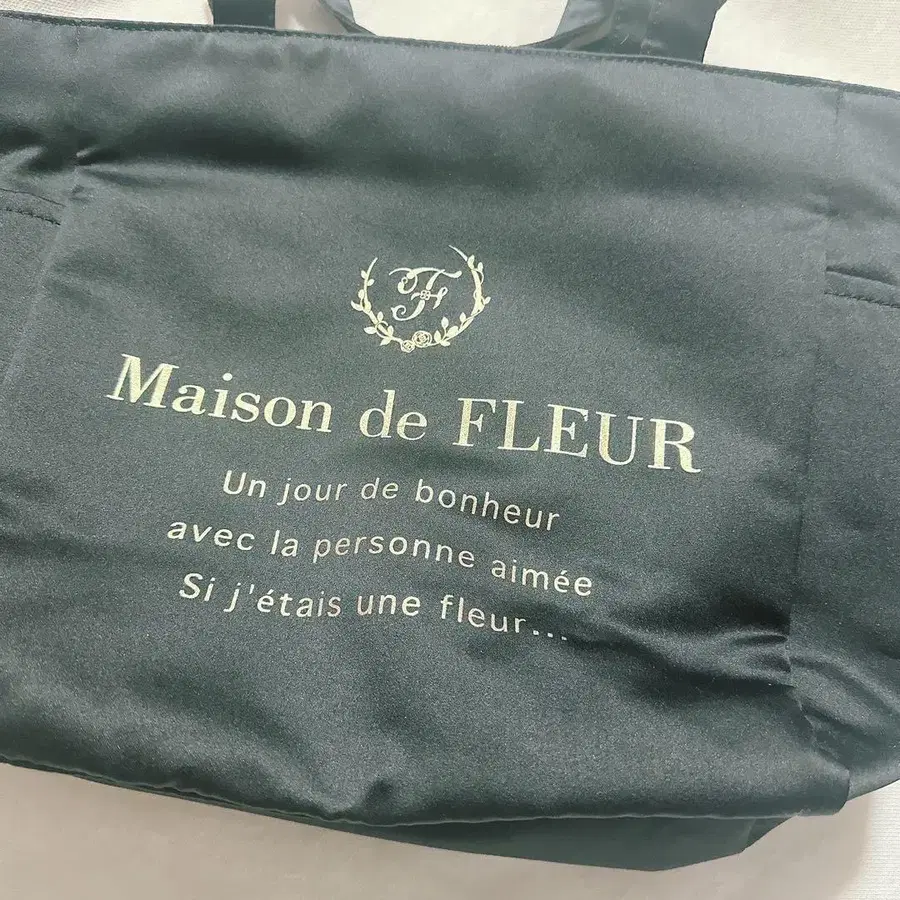 F
Maison de FLEUR
Un jour de bonheur
avec la personne aimée
Si j'étais une fleur...